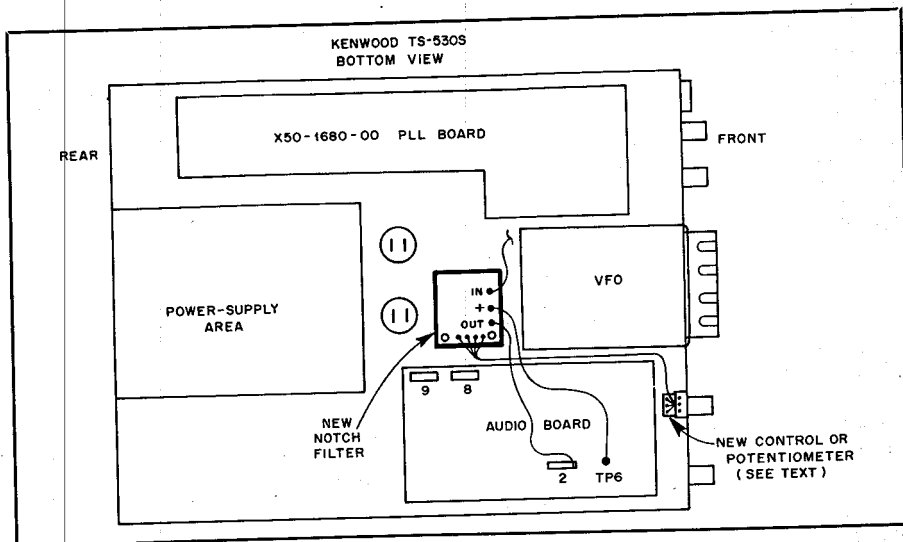 KENWOOD TS-530S
BOTTOM VIEW
X50-1680-00 PLL BOARD
REAR
FRONT
VFO
IN
+
OUT
POWER-SUPPLY
AREA
9
8
NEW
NOTCH
FILTER
AUDIO BOARD
2
TP6
NEW CONTROL OR
POTENTIOMETER
(SEE TEXT)